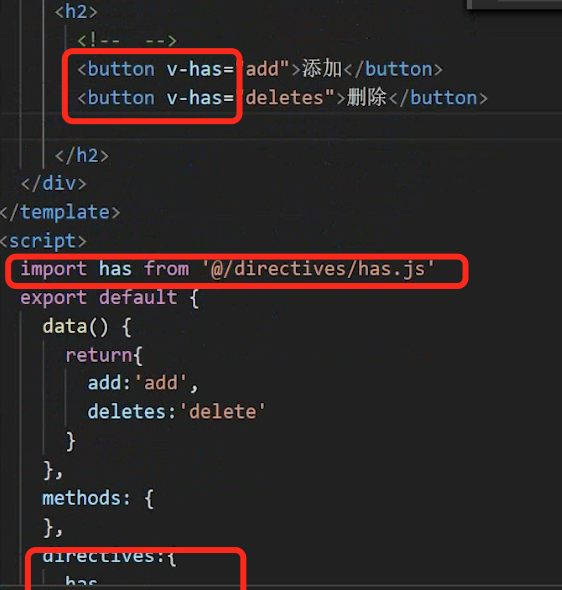 <h2>
<!--  -->
<button v-has="add">添加</button>
<button v-has="deletes">删除</button>
</h2>
</div>
</template>
<script>
import has from '@/directives/has.js'
export default {
data() {
return{
add:'add',
deletes:'delete'
}
},
methods: {
},
directives:{
has